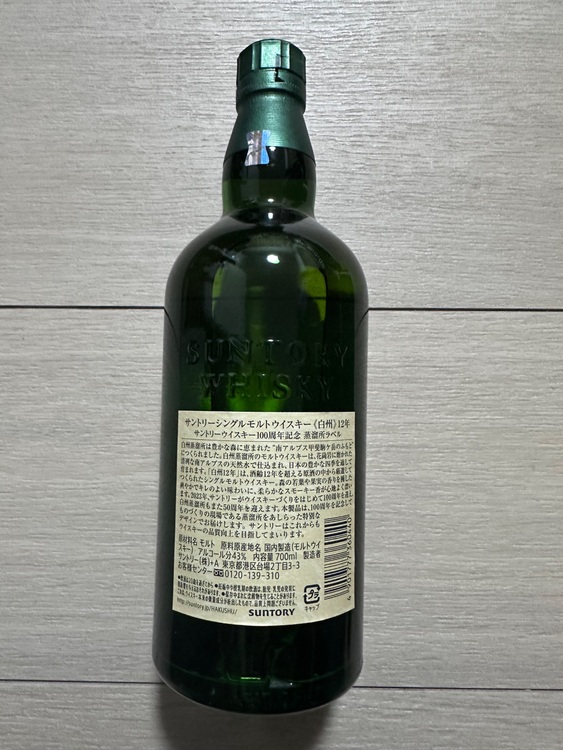 SUNTORY
WHISKY
サントリーシングルモルトウイスキー《白州》12年
サントリーウイスキー100周年記念 蒸溜所ラベル
白州蒸溜所は豊かな森に恵まれた“南アルプス甲斐駒ケ岳のふもと”
につくられました。白州蒸溜所のモルトウイスキーは、花崗岩に磨かれた
清冽な南アルプスの天然水で仕込まれ、日本の豊かな四季を通して
育まれます。「白州12年」は、酒齢12年を超える原酒の中から厳選して
つくられたシングルモルトウイスキー。森の若葉や果実の香りを膨らませ
爽やかでキレのよい味わいに、柔らかなスモーキー香が心地よく漂い
ます。2023年、サントリーがウイスキーづくりをはじめて100周年を迎え
白州蒸溜所もまた50周年を迎えます。本製品は、100周年を記念して
ものづくりの現場である蒸溜所をあしらった特別な
デザインでお届けします。サントリーはこれからも
ウイスキーの品質向上を目指してまいります。
原材料名 モルト 原料原産地名 国内製造(モルトウイ
スキー) アルコール分43% 内容量 700ml 製造者
サントリー(株)+A 東京都港区台場2丁目3-3
お客様センター 0120-139-310
http://suntory.jp/HAKUSHU/
SUNTORY
キャップ